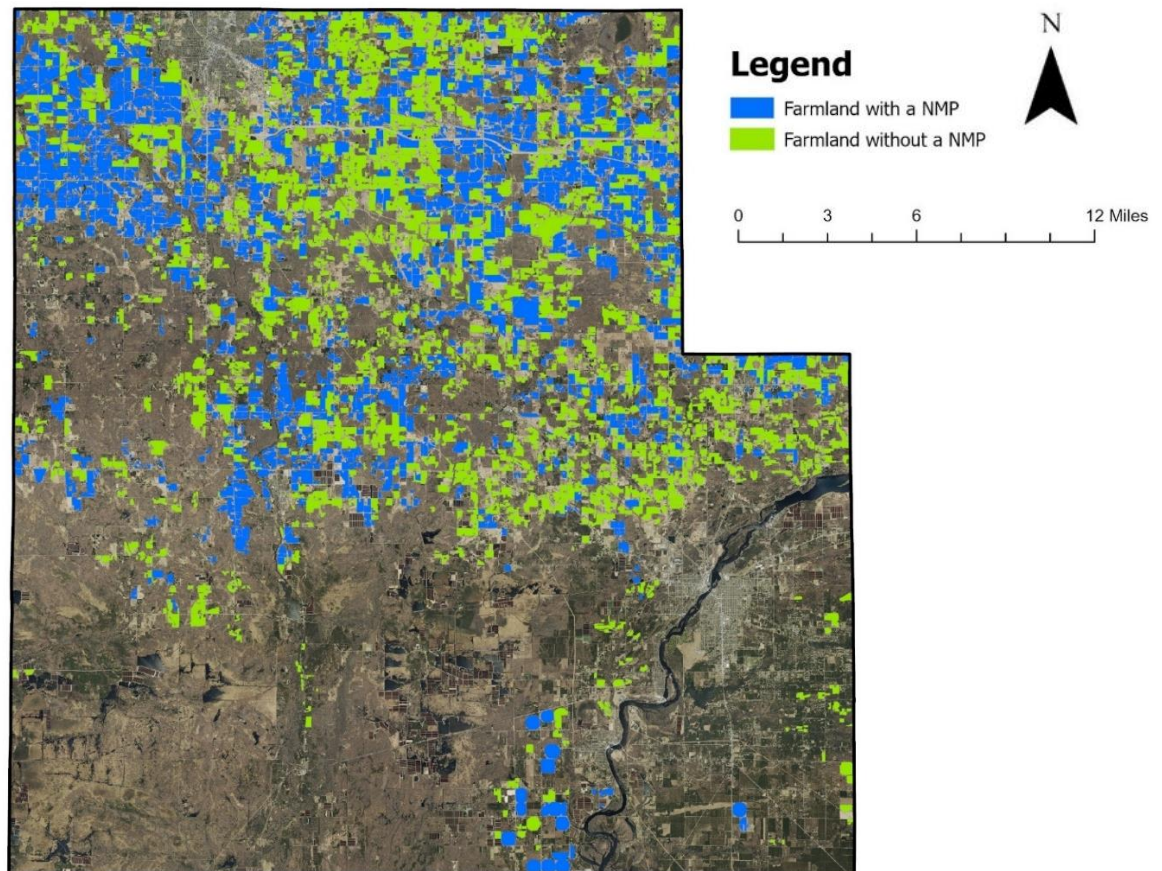 N
Legend
Farmland with a NMP
Farmland without a NMP
0 3 6 12 Miles